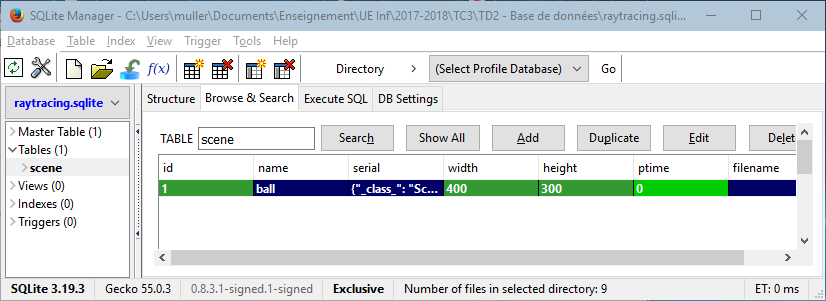 SQLite Manager - C:\Users\muller\Documents\Enseignement\UE Inf\2017-2018\TC3\TD2 - Base de données\raytracing.sqli...
Database Table Index View Trigger Tools Help
f(x) Directory (Select Profile Database) Go
raytracing.sqlite
Structure Browse & Search Execute SQL DB Settings
Master Table (1)
Tables (1)
scene
Views (0)
Indexes (0)
Triggers (0)
TABLE scene Search Show All Add Duplicate Edit Delet
id name serial width height ptime filename
1 ball {"_class_": "Sc... 400 300 0
SQLite 3.19.3 Gecko 55.0.3 0.8.3.1-signed.1-signed Exclusive Number of files in selected directory: 9 ET: 0 ms